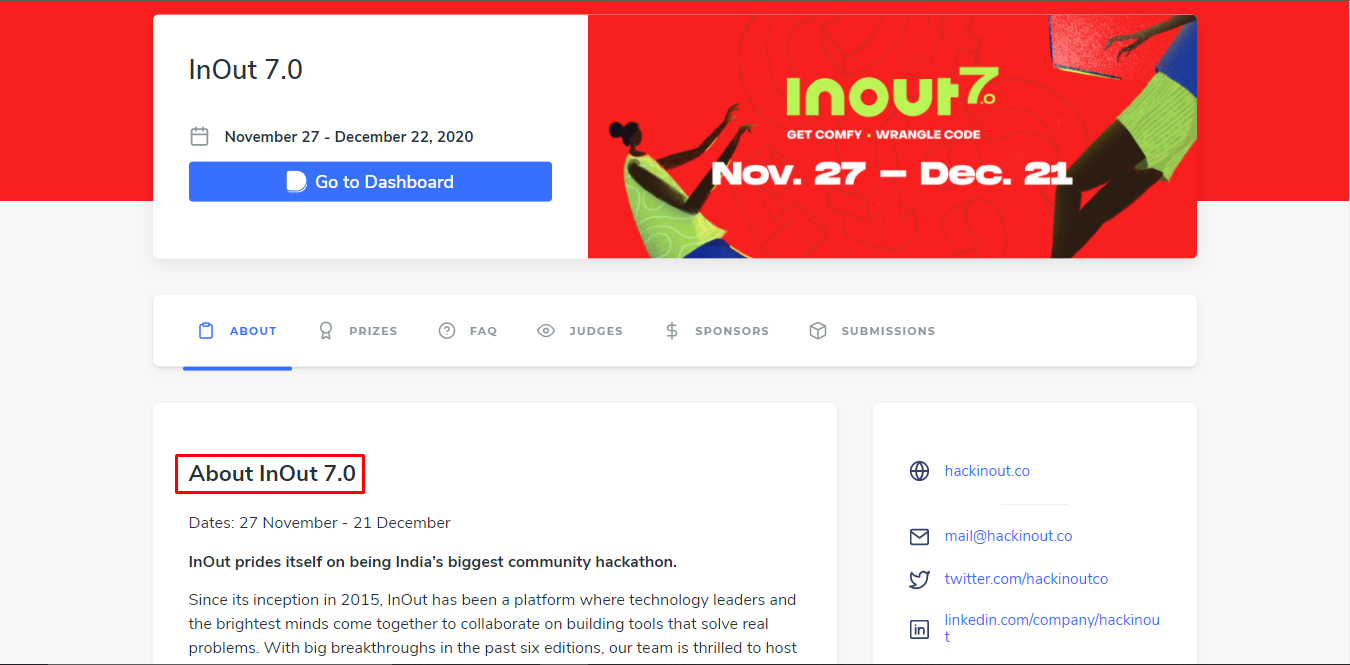 InOut 7.0
November 27 - December 22, 2020
Go to Dashboard
InOut 7.0
GET COMFY • WRANGLE CODE
Nov. 27 — Dec. 21
ABOUT
PRIZES
FAQ
JUDGES
SPONSORS
SUBMISSIONS
About InOut 7.0
Dates: 27 November - 21 December
InOut prides itself on being India's biggest community hackathon.
Since its inception in 2015, InOut has been a platform where technology leaders and
the brightest minds come together to collaborate on building tools that solve real
problems. With big breakthroughs in the past six editions, our team is thrilled to host
hackinout.co
mail@hackinout.co
twitter.com/hackinoutco
linkedin.com/company/hackinou
t